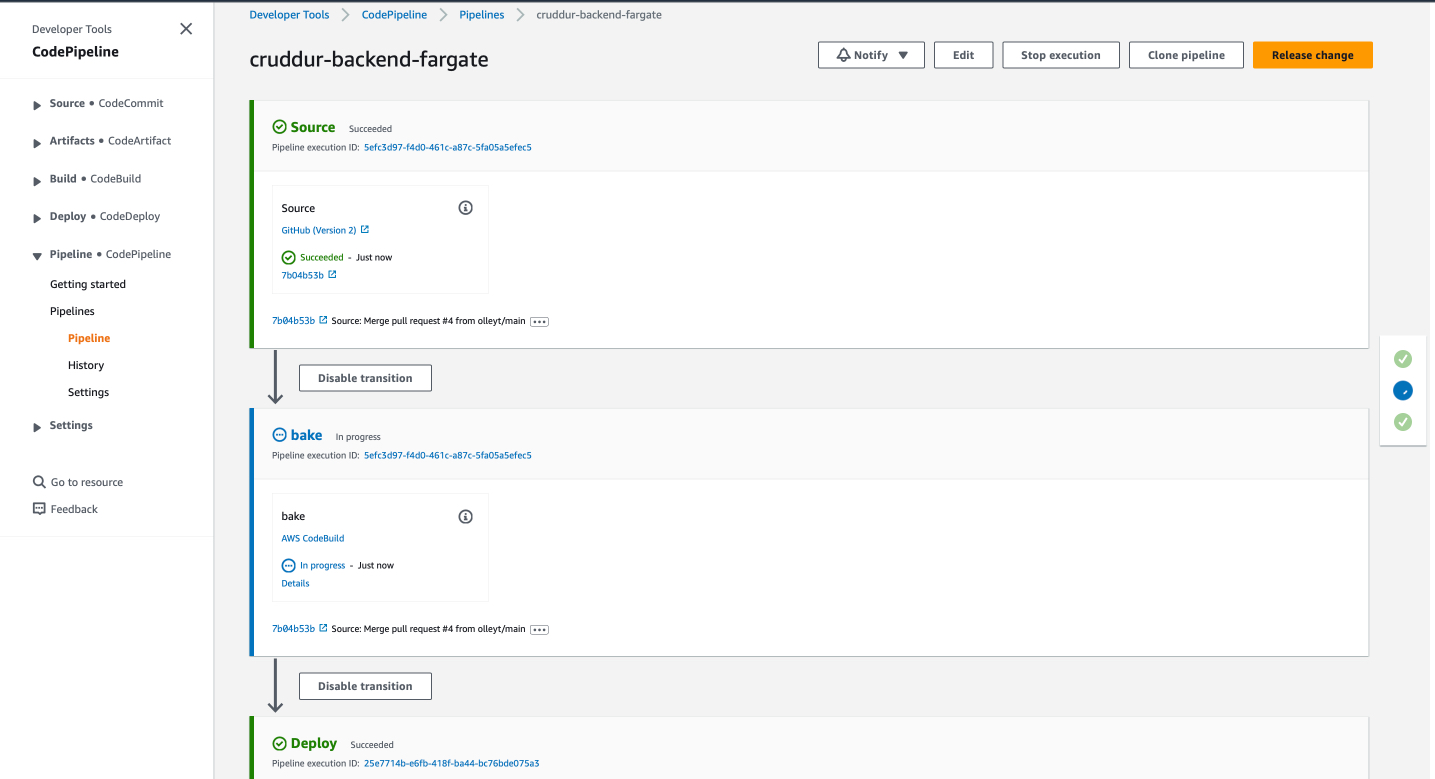 Developer Tools
CodePipeline
Source • CodeCommit
Artifacts • CodeArtifact
Build • CodeBuild
Deploy • CodeDeploy
Pipeline • CodePipeline
Getting started
Pipelines
Pipeline
History
Settings
Settings
Go to resource
Feedback
Developer Tools CodePipeline Pipelines cruddur-backend-fargate
cruddur-backend-fargate
Notify Edit Stop execution Clone pipeline Release change
Source Succeeded
Pipeline execution ID: 5efc3d97-f4d0-461c-a87c-5fa05a5efec5
Source
GitHub (Version 2)
Succeeded - Just now
7b04b53b
7b04b53b Source: Merge pull request #4 from olleyt/main
Disable transition
bake In progress
Pipeline execution ID: 5efc3d97-f4d0-461c-a87c-5fa05a5efec5
bake
AWS CodeBuild
In progress - Just now
Details
7b04b53b Source: Merge pull request #4 from olleyt/main
Disable transition
Deploy Succeeded
Pipeline execution ID: 25e7714b-e6fb-418f-ba44-bc76bde075a3